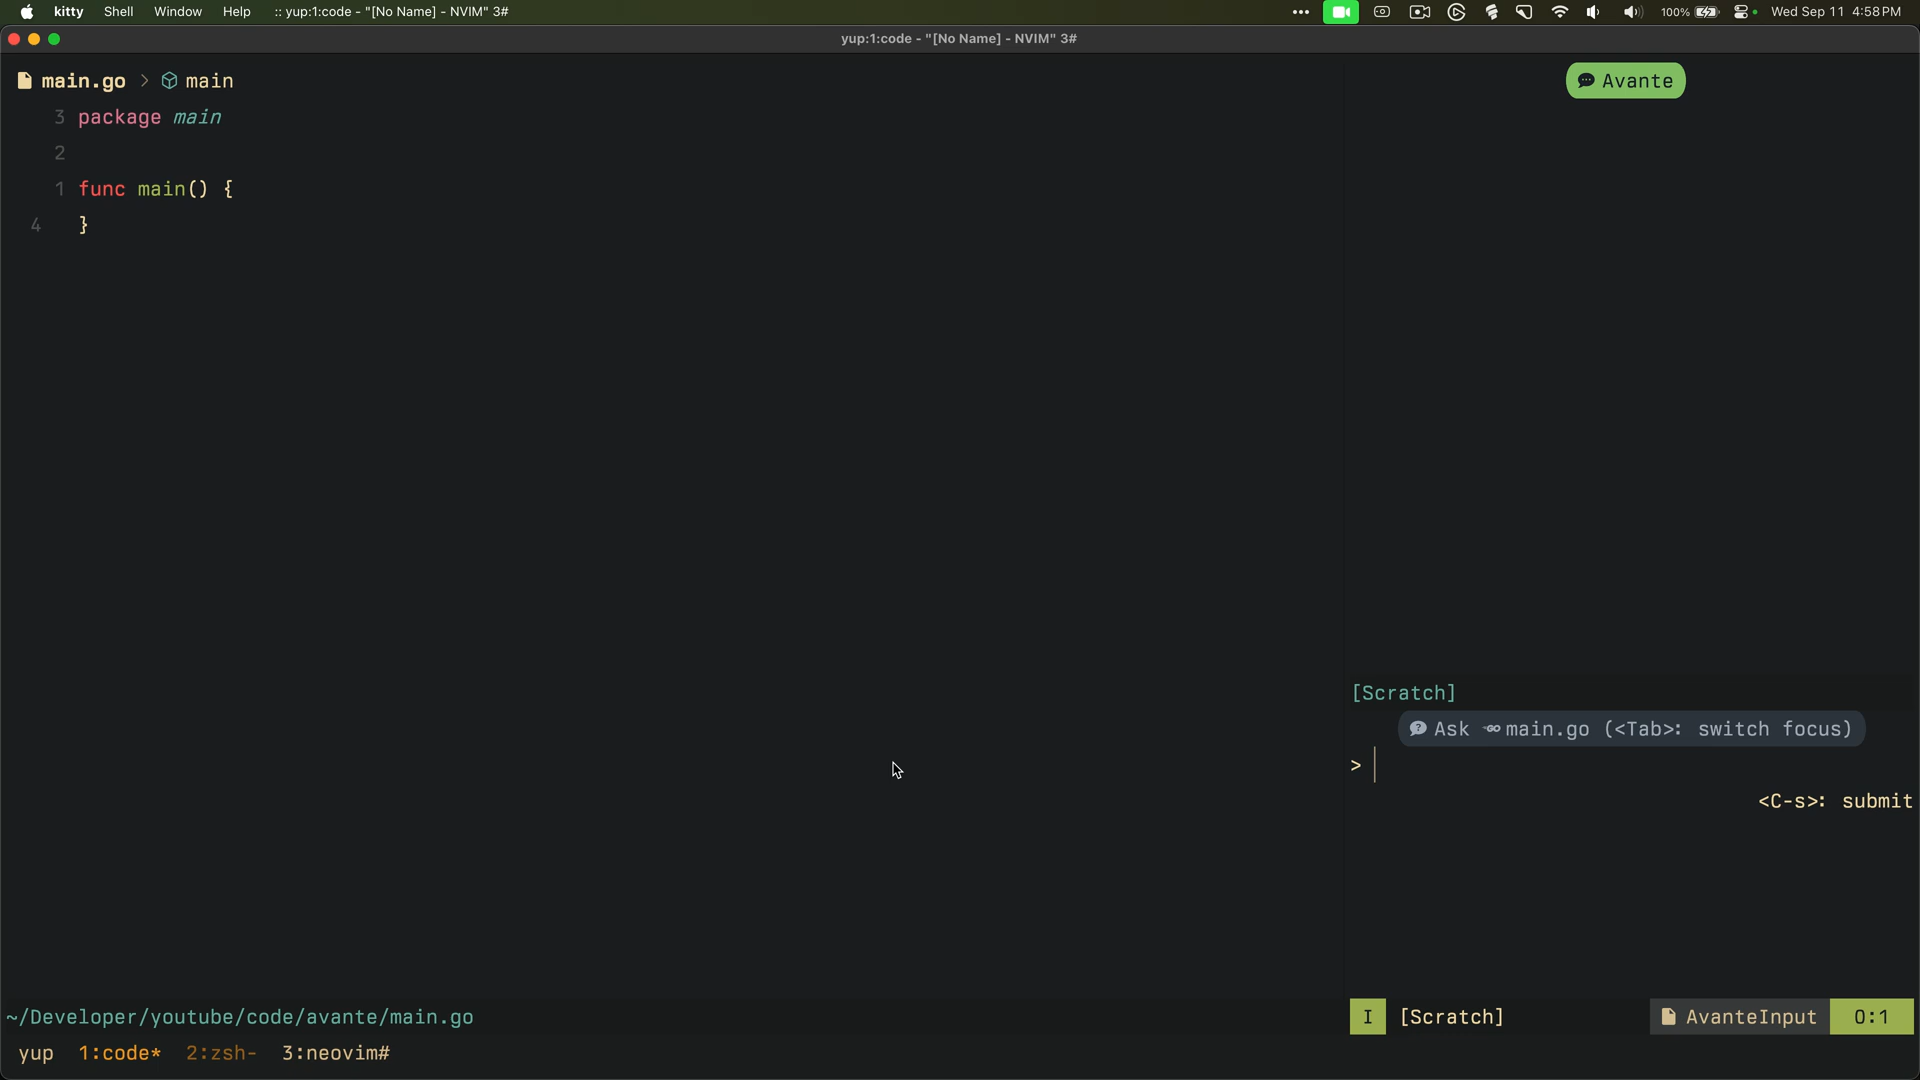 kitty Shell Window Help :: yup:1:code - "[No Name] - NVIM" 3# 100% Wed Sep 11 4:58 PM
yup:1:code - "[No Name] - NVIM" 3#
main.go > main
3 package main
2
1 func main() {
4 }
Avante
[Scratch]
Ask main.go (<Tab>: switch focus)
>
<C-s>: submit
~/Developer/youtube/code/avante/main.go
I [Scratch] AvanteInput 0:1
yup 1:code* 2:zsh- 3:neovim#